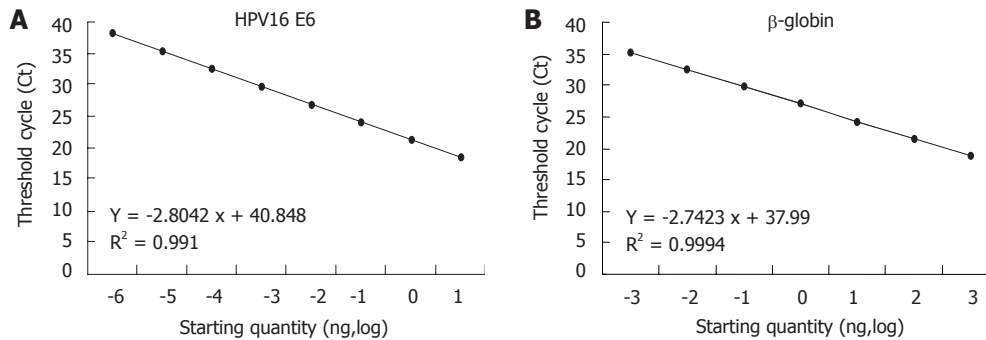 A
HPV16 E6
Threshold cycle (Ct)
40
35
30
25
20
15
10
5
0
Y = -2.8042 x + 40.848
R² = 0.991
-6 -5 -4 -3 -2 -1 0 1
Starting quantity (ng,log)
B
β-globin
Threshold cycle (Ct)
40
35
30
25
20
15
10
5
0
Y = -2.7423 x + 37.99
R² = 0.9994
-3 -2 -1 0 1 2 3
Starting quantity (ng,log)